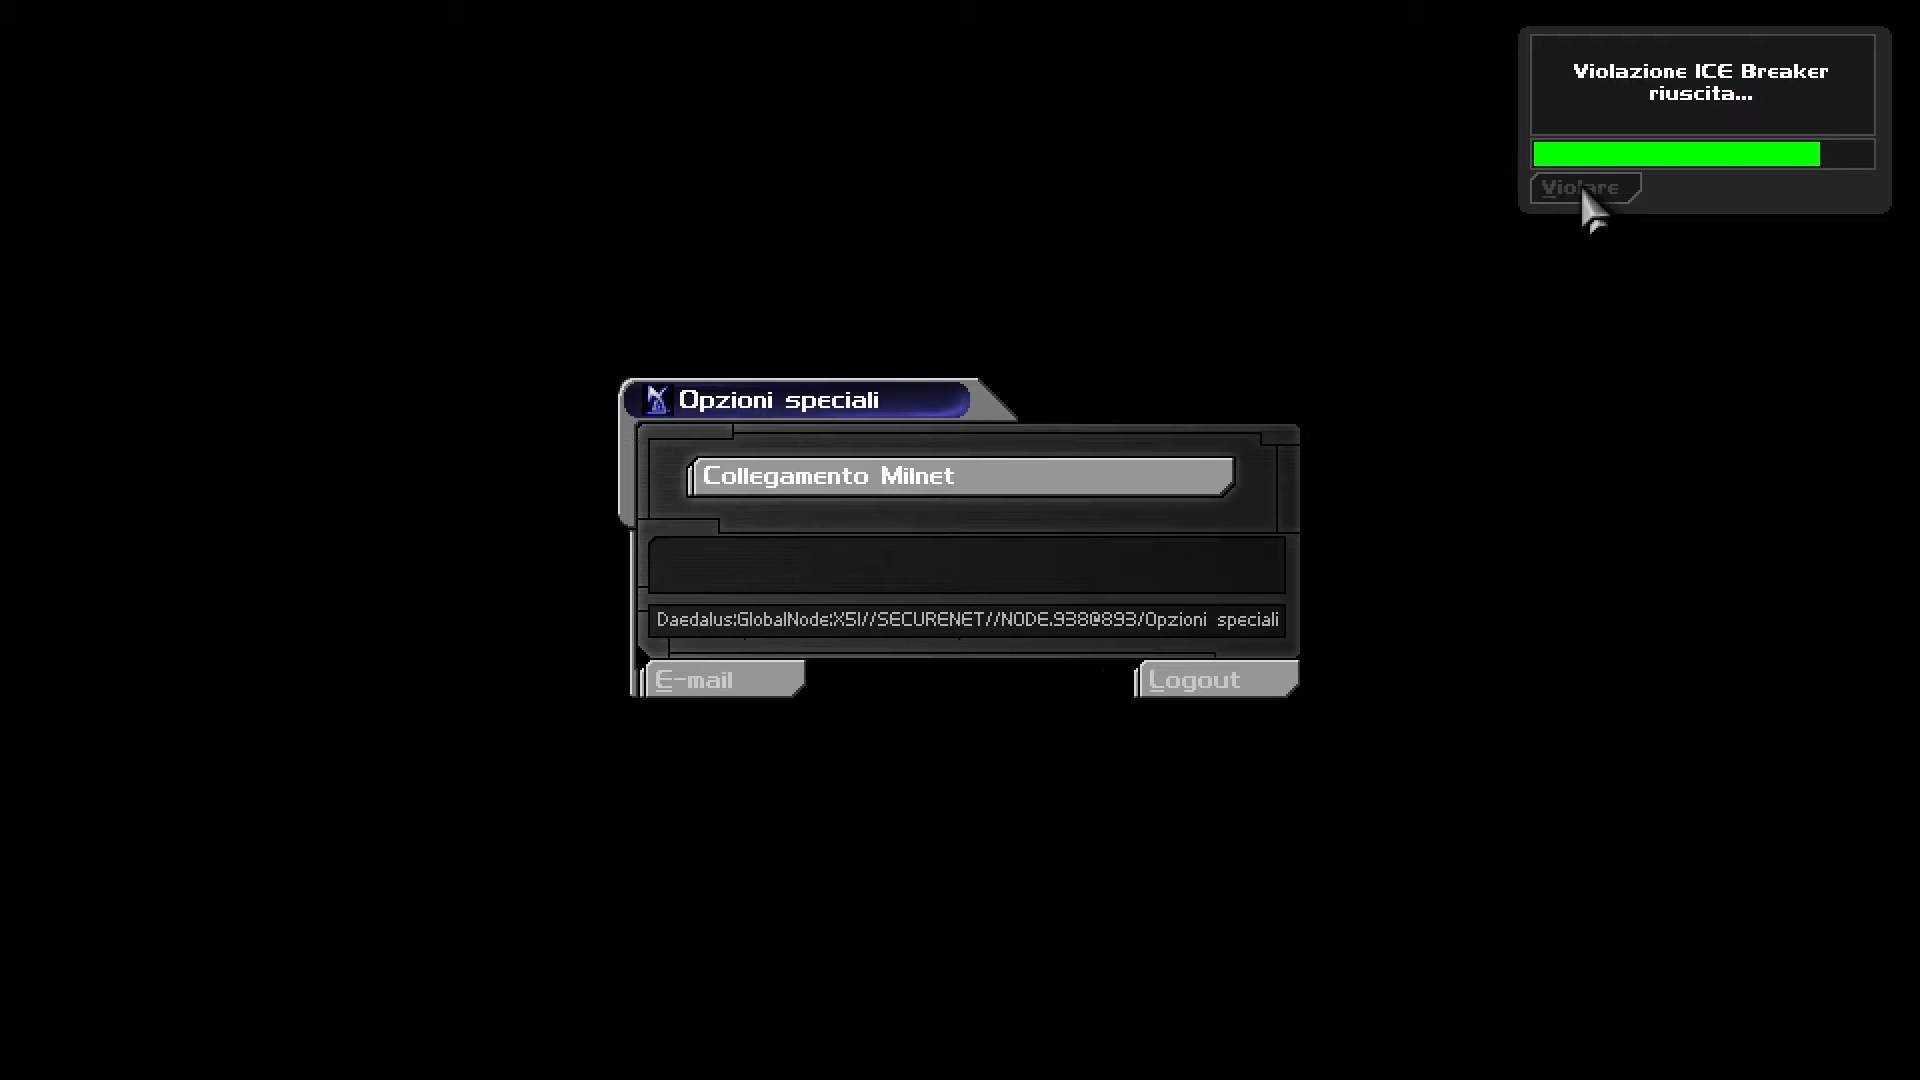 Violazione ICE Breaker
riuscita...
Violare
Opzioni speciali
Collegamento Milnet
Daedalus:GlobalNode:X51//SECURENET//NODE.938@893/Opzioni speciali
E-mail
Logout